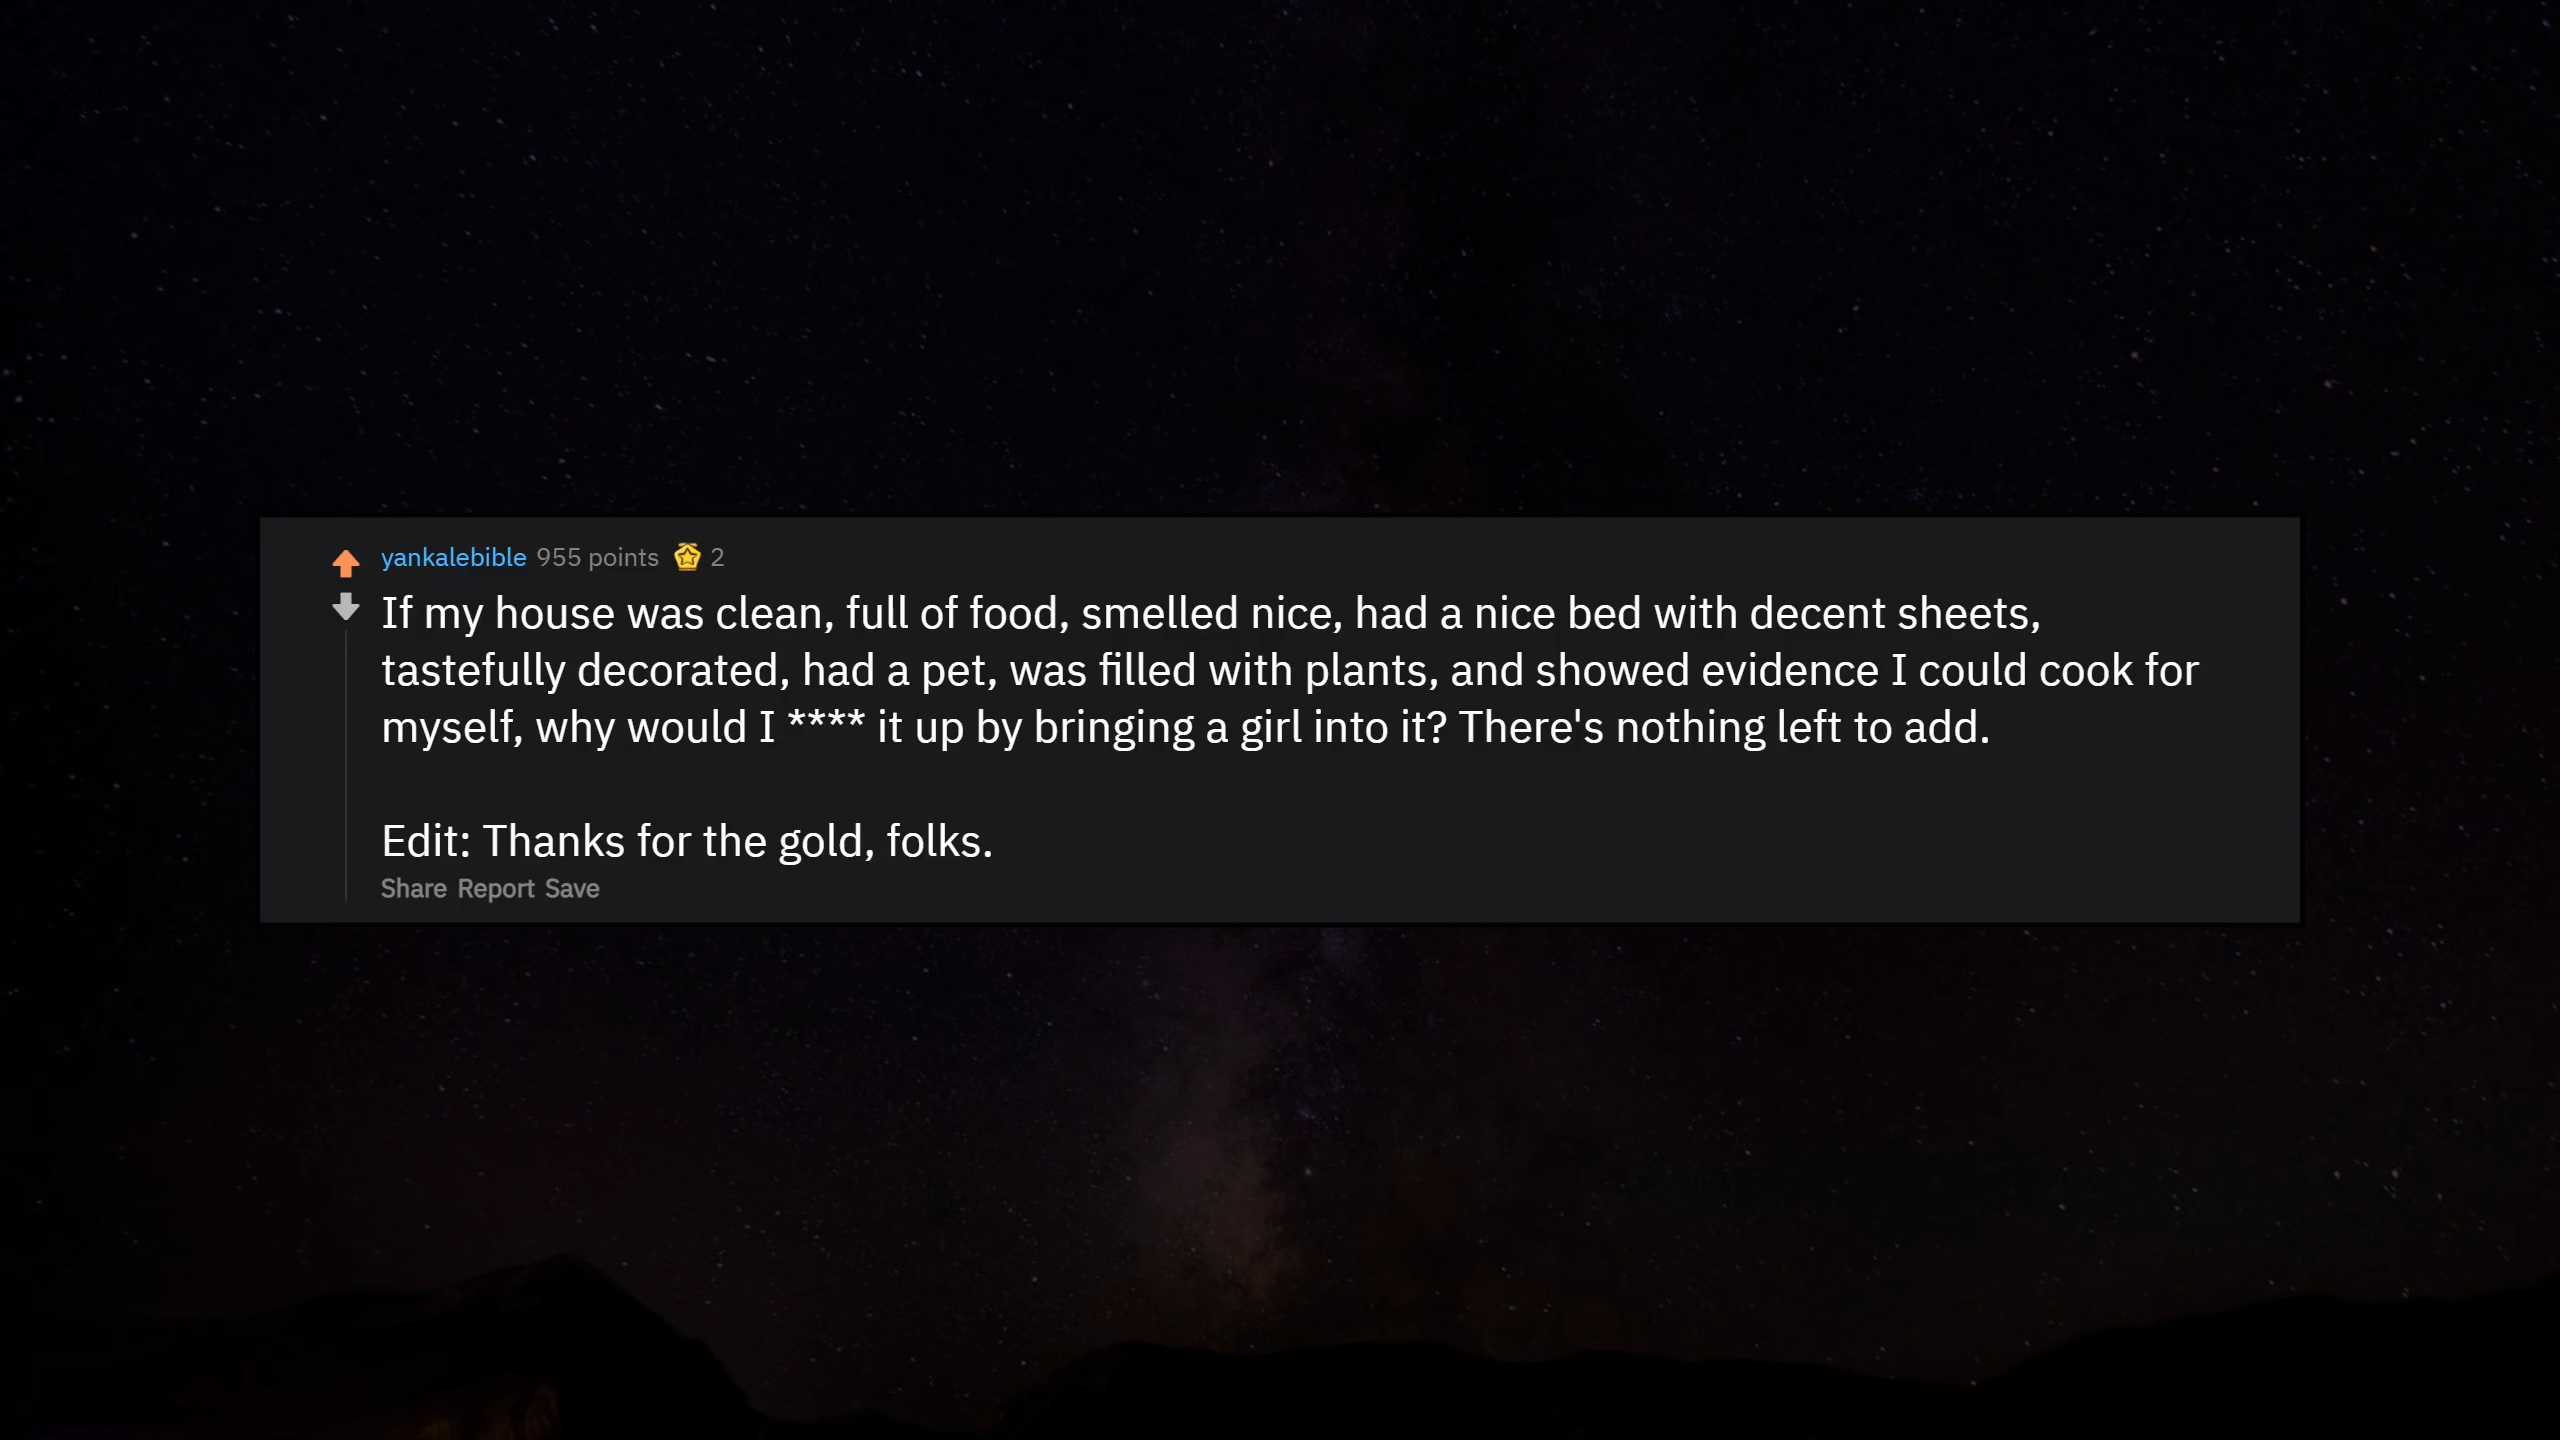 yankalebible 955 points 2
If my house was clean, full of food, smelled nice, had a nice bed with decent sheets,
tastefully decorated, had a pet, was filled with plants, and showed evidence I could cook for
myself, why would I **** it up by bringing a girl into it? There's nothing left to add.
Edit: Thanks for the gold, folks.
Share Report Save